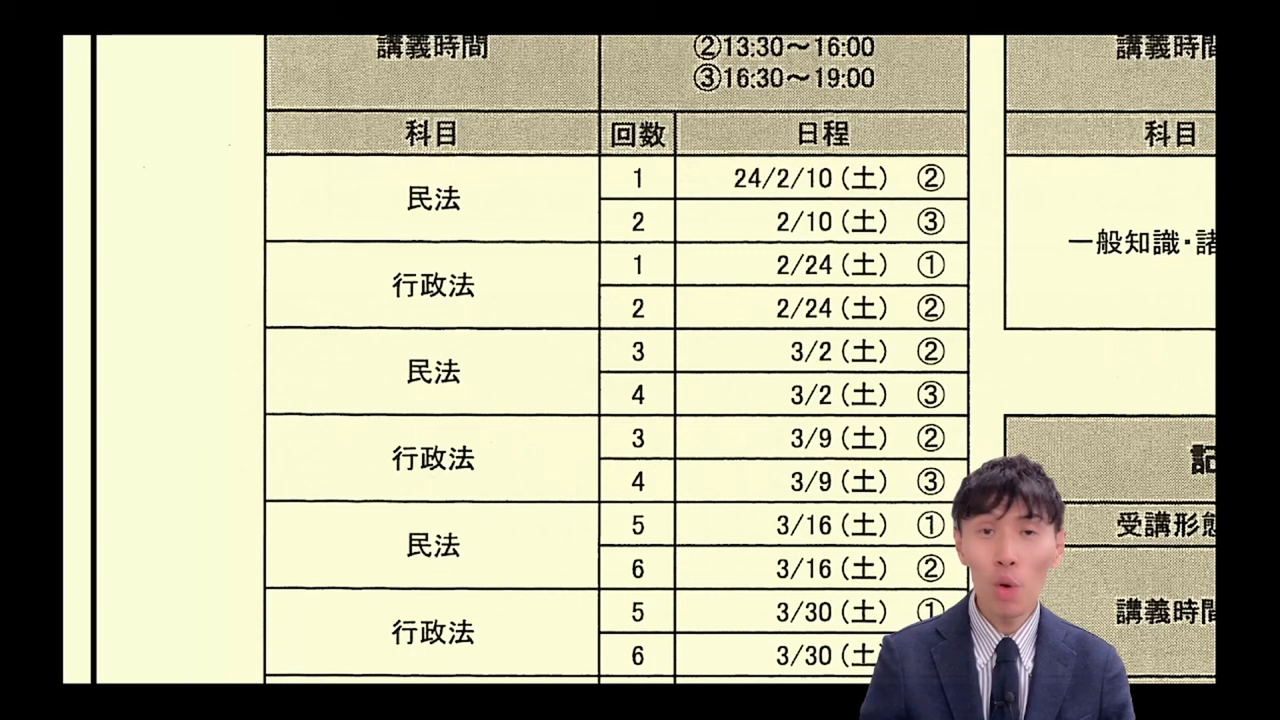 講義時間
②13:30～16:00
③16:30～19:00
科目 回数 日程
民法
1 24/2/10(土) ②
2 2/10(土) ③
行政法
1 2/24(土) ①
2 2/24(土) ②
民法
3 3/2(土) ②
4 3/2(土) ③
行政法
3 3/9(土) ②
4 3/9(土) ③
民法
5 3/16(土) ①
6 3/16(土) ②
行政法
5 3/30(土) ①
6 3/30(土
講義時間
科目
一般知識・諸
記
受講形態
講義時間